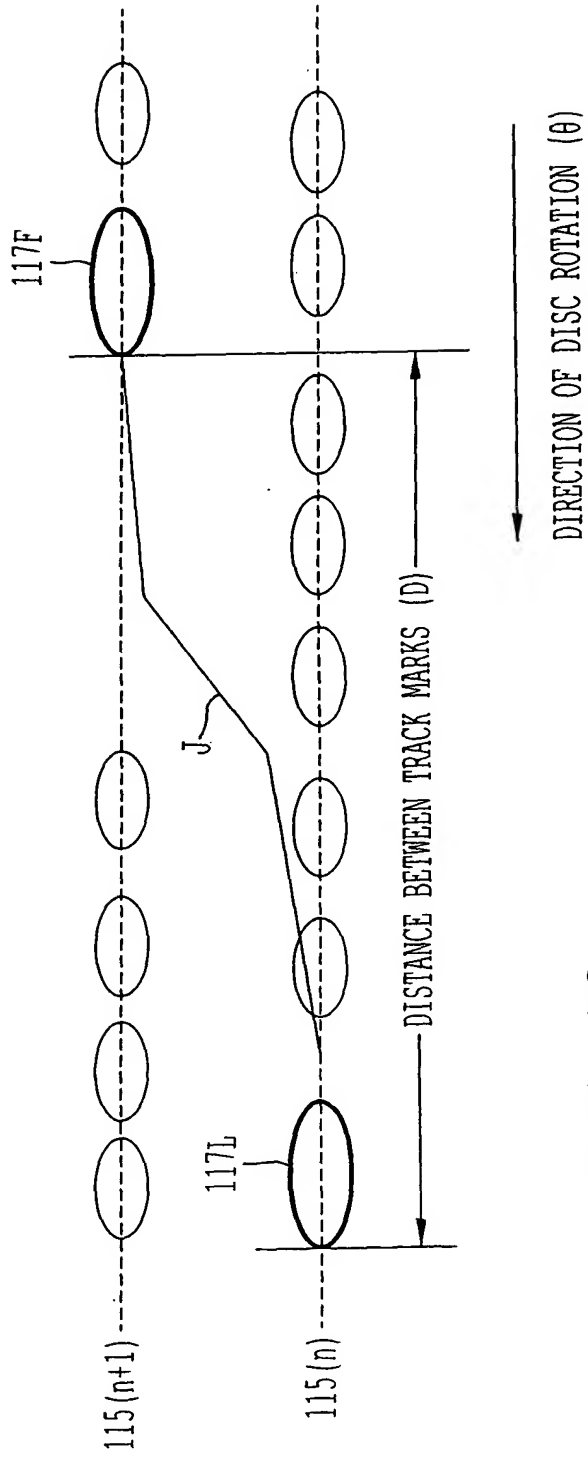 117F
115(n+1)
J
117L
115(n)
DISTANCE BETWEEN TRACK MARKS (D)
DIRECTION OF DISC ROTATION (θ)